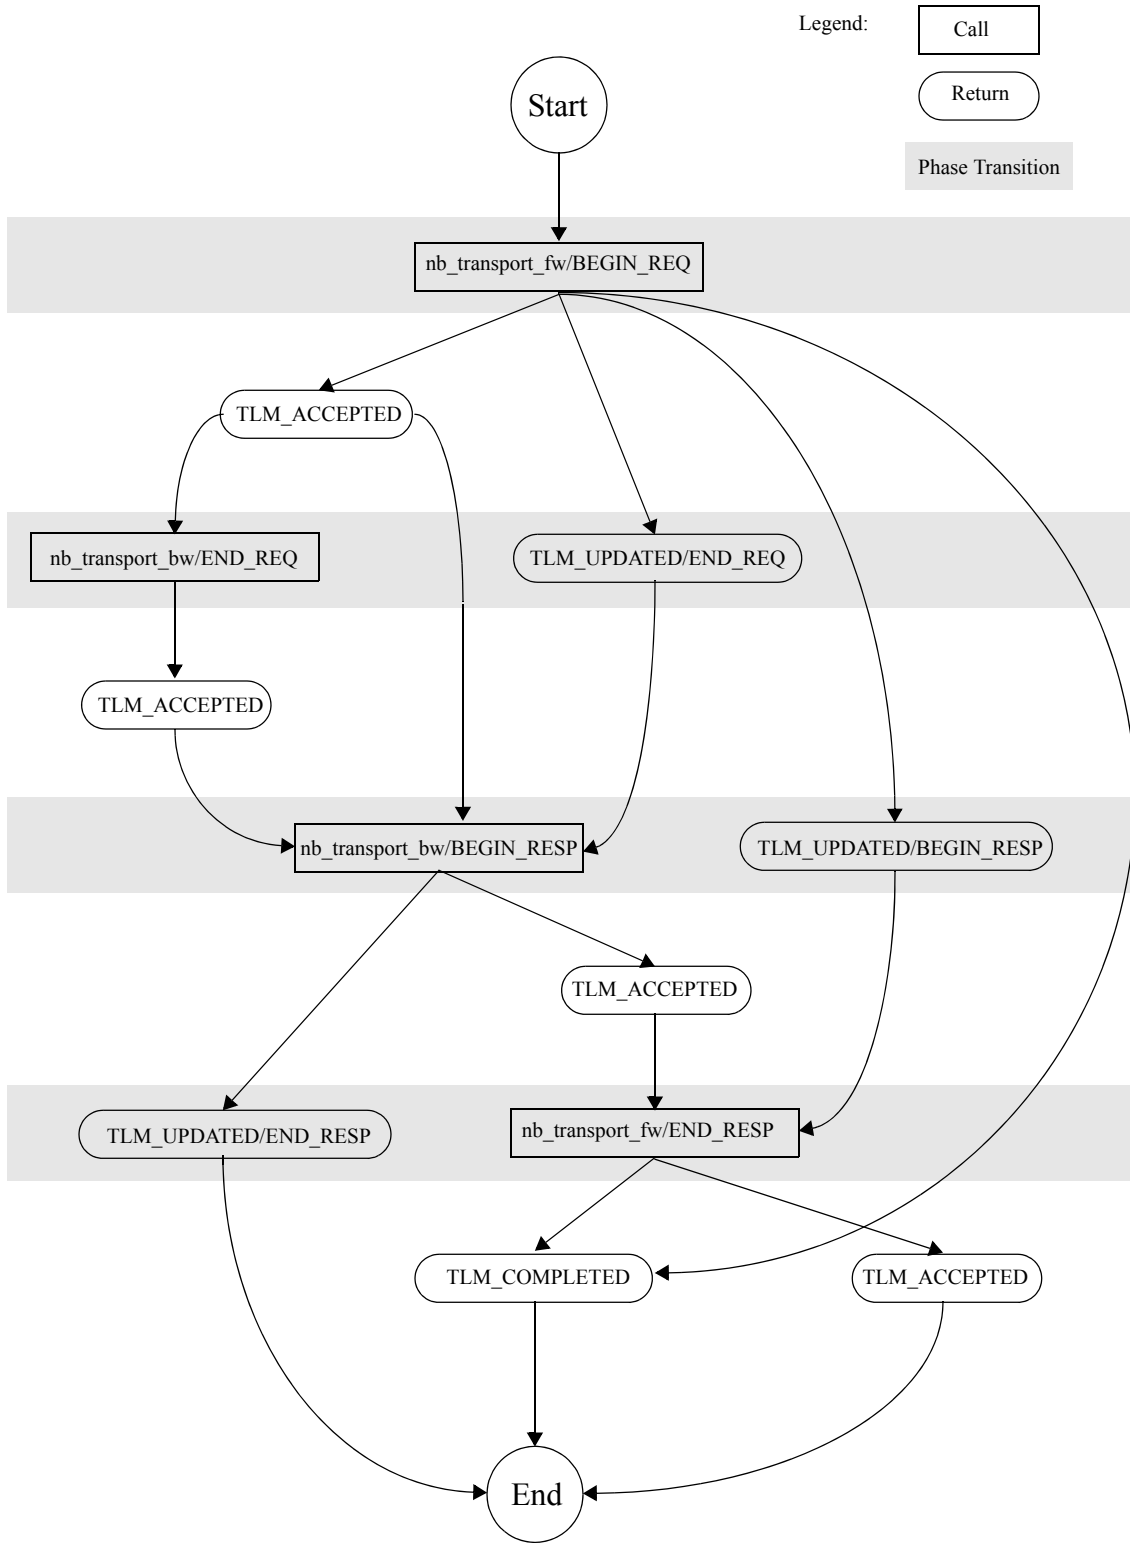 Legend:
Call
Return
Phase Transition
Start
nb_transport_fw/BEGIN_REQ
TLM_ACCEPTED
nb_transport_bw/END_REQ
TLM_UPDATED/END_REQ
TLM_ACCEPTED
nb_transport_bw/BEGIN_RESP
TLM_UPDATED/BEGIN_RESP
TLM_ACCEPTED
TLM_UPDATED/END_RESP
nb_transport_fw/END_RESP
TLM_COMPLETED
TLM_ACCEPTED
End